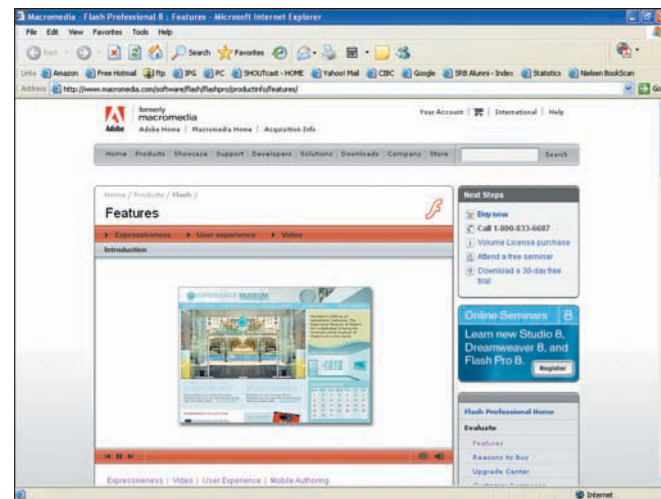 Macromedia - Flash Professional 8 : Features - Microsoft Internet Explorer
File Edit View Favorites Tools Help
Back Search Favorites
Links Amazon Free Hotmail Ftp JPG PC SHOUTcast - HOME Yahoo! Mail CIBC Google SRB Alumni - Index Statistics Nielsen BookScan
Address http://www.macromedia.com/software/flash/flashpro/productinfo/features/ Go
formerly
macromedia
Your Account International Help
Adobe Adobe Home Macromedia Home Acquisition Info
Home Products Showcase Support Developers Solutions Downloads Company Store Search
Home / Products / Flash /
Features
Expressiveness User experience Video
Introduction
EXPERIENCE MUSEUM
Expressiveness | Video | User Experience | Mobile Authoring
Next Steps
Buy now
Call 1-800-833-6687
Volume License purchase
Attend a free seminar
Download a 30-day free
trial
Online Seminars 8
Learn new Studio 8,
Dreamweaver 8, and
Flash Pro 8.
Register
Flash Professional Home
Evaluate
Features
Reasons to Buy
Upgrade Center
Internet